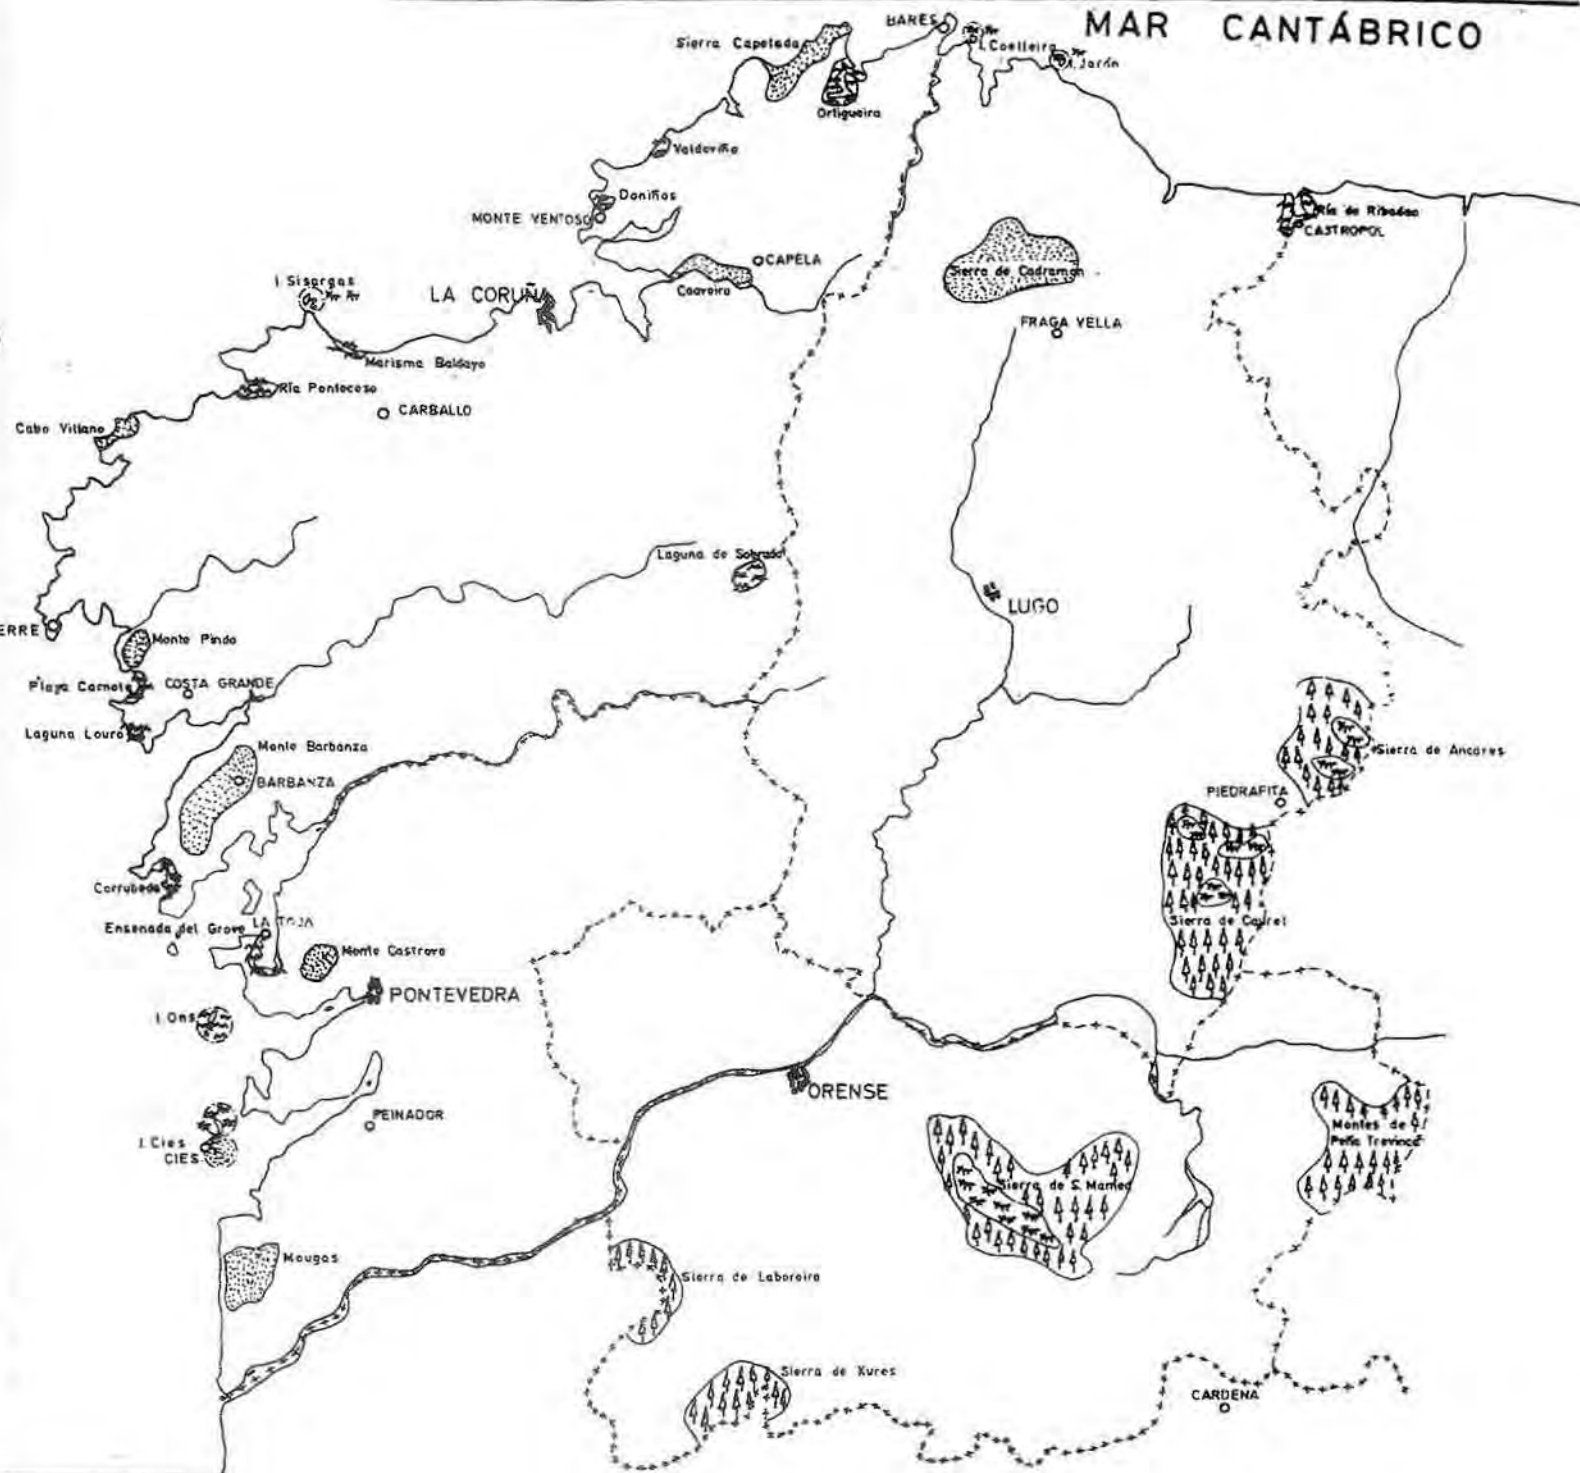 MAR CANTÁBRICO
BARES
Sierra Capelada
I. Coelleira
Ortigueira
Valdoviño
Doniños
MONTE VENTOSO
Ría de Ribadeo
CASTROPOL
CAPELA
Sierra de Cadramon
Caaveiro
I. Sisargas
LA CORUÑA
FRAGA VELLA
Marisma Baldayo
Ría Ponteceso
CARBALLO
Cabo Villano
Laguna de Sobrado
LUGO
ERRE
Monte Pindo
Playa Carnota
COSTA GRANDE
Laguna Louro
Monte Barbanza
BARBANZA
Sierra de Ancares
PIEDRAFITA
Corrubedo
Sierra de Caurel
Ensenada del Grove
LA TOJA
Monte Castrove
PONTEVEDRA
I. Ons
ORENSE
PEINADOR
I. Cies
CIES
Montes de
Peña Trevinca
Sierra de S. Mamed
Mougas
Sierra de Laboreiro
Sierra de Xures
CARDENA